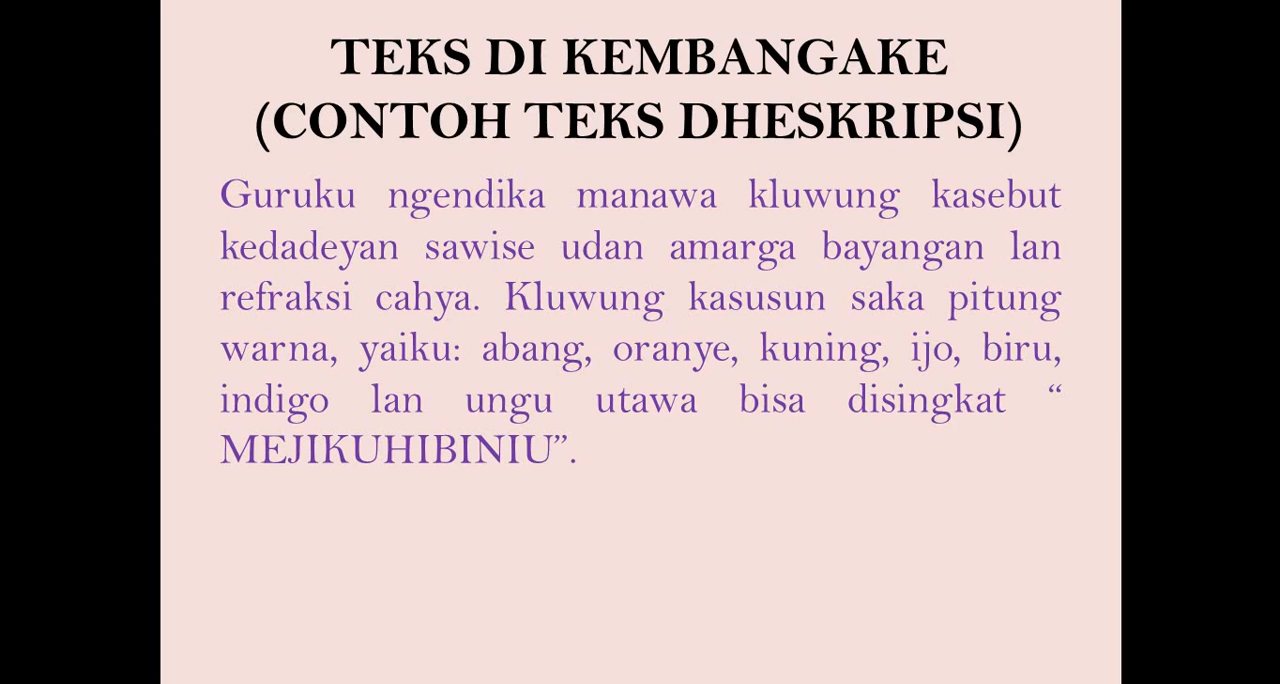 TEKS DI KEMBANGAKE
(CONTOH TEKS DHESKRIPSI)
Guruku ngendika manawa kluwung kasebut
kedadeyan sawise udan amarga bayangan lan
refraksi cahya. Kluwung kasusun saka pitung
warna, yaiku: abang, oranye, kuning, ijo, biru,
indigo lan ungu utawa bisa disingkat “
MEJIKUHIBINIU”.